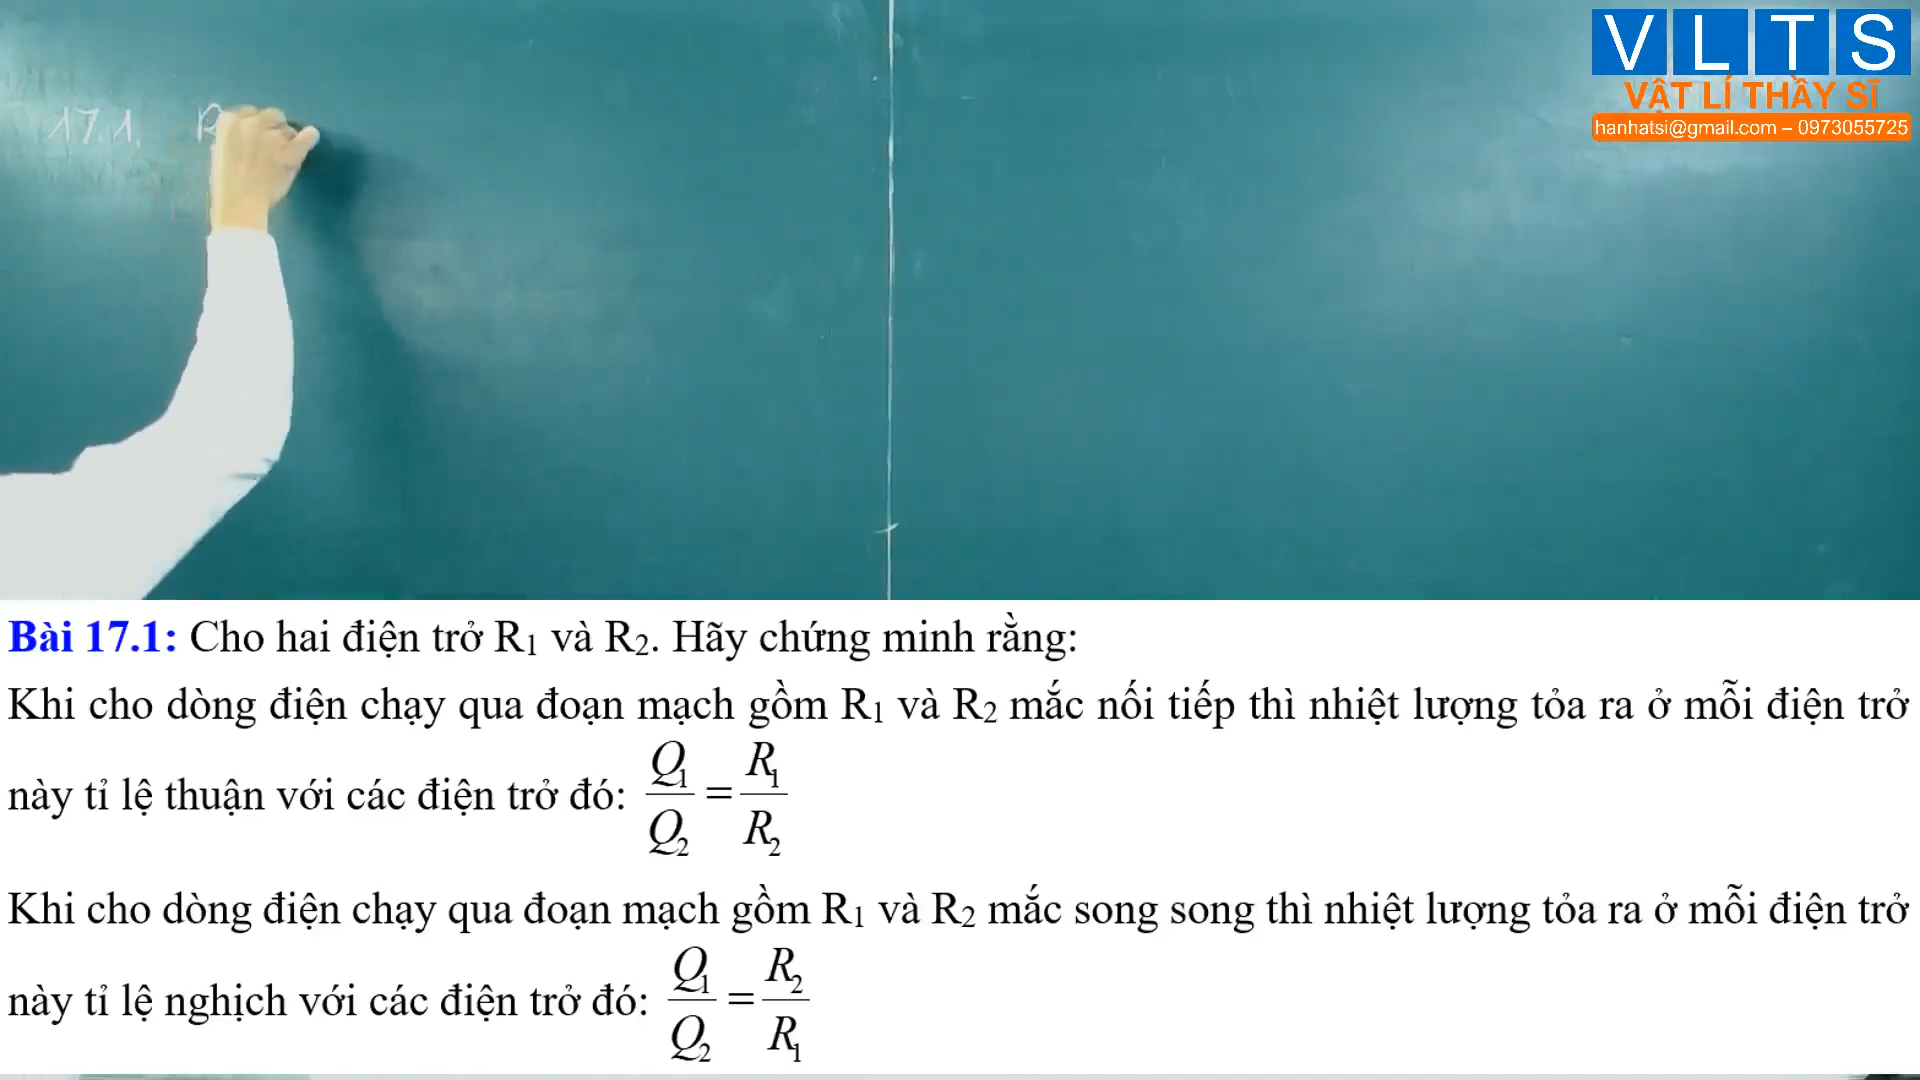 VLTS
VẬT LÍ THẦY SĨ
hanhatsi@gmail.com – 0973055725
17.1. R
Bài 17.1: Cho hai điện trở R1 và R2. Hãy chứng minh rằng:
Khi cho dòng điện chạy qua đoạn mạch gồm R1 và R2 mắc nối tiếp thì nhiệt lượng tỏa ra ở mỗi điện trở
này tỉ lệ thuận với các điện trở đó: Q1/Q2 = R1/R2
Khi cho dòng điện chạy qua đoạn mạch gồm R1 và R2 mắc song song thì nhiệt lượng tỏa ra ở mỗi điện trở
này tỉ lệ nghịch với các điện trở đó: Q1/Q2 = R2/R1